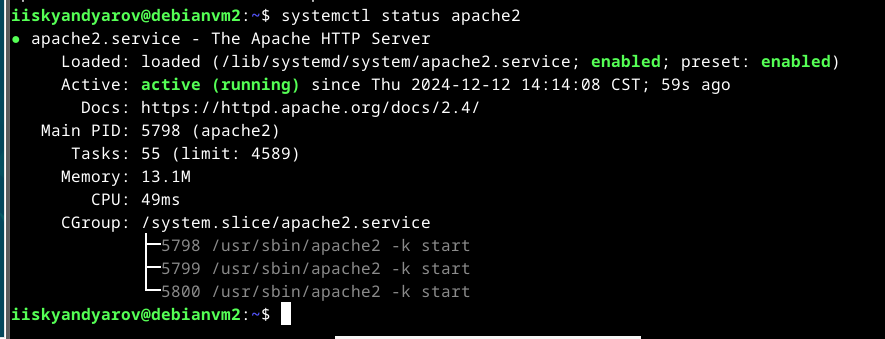 iiskyandyarov@debianvm2:~$ systemctl status apache2
● apache2.service - The Apache HTTP Server
     Loaded: loaded (/lib/systemd/system/apache2.service; enabled; preset: enabled)
     Active: active (running) since Thu 2024-12-12 14:14:08 CST; 59s ago
       Docs: https://httpd.apache.org/docs/2.4/
   Main PID: 5798 (apache2)
      Tasks: 55 (limit: 4589)
     Memory: 13.1M
        CPU: 49ms
     CGroup: /system.slice/apache2.service
             ├─5798 /usr/sbin/apache2 -k start
             ├─5799 /usr/sbin/apache2 -k start
             └─5800 /usr/sbin/apache2 -k start
iiskyandyarov@debianvm2:~$